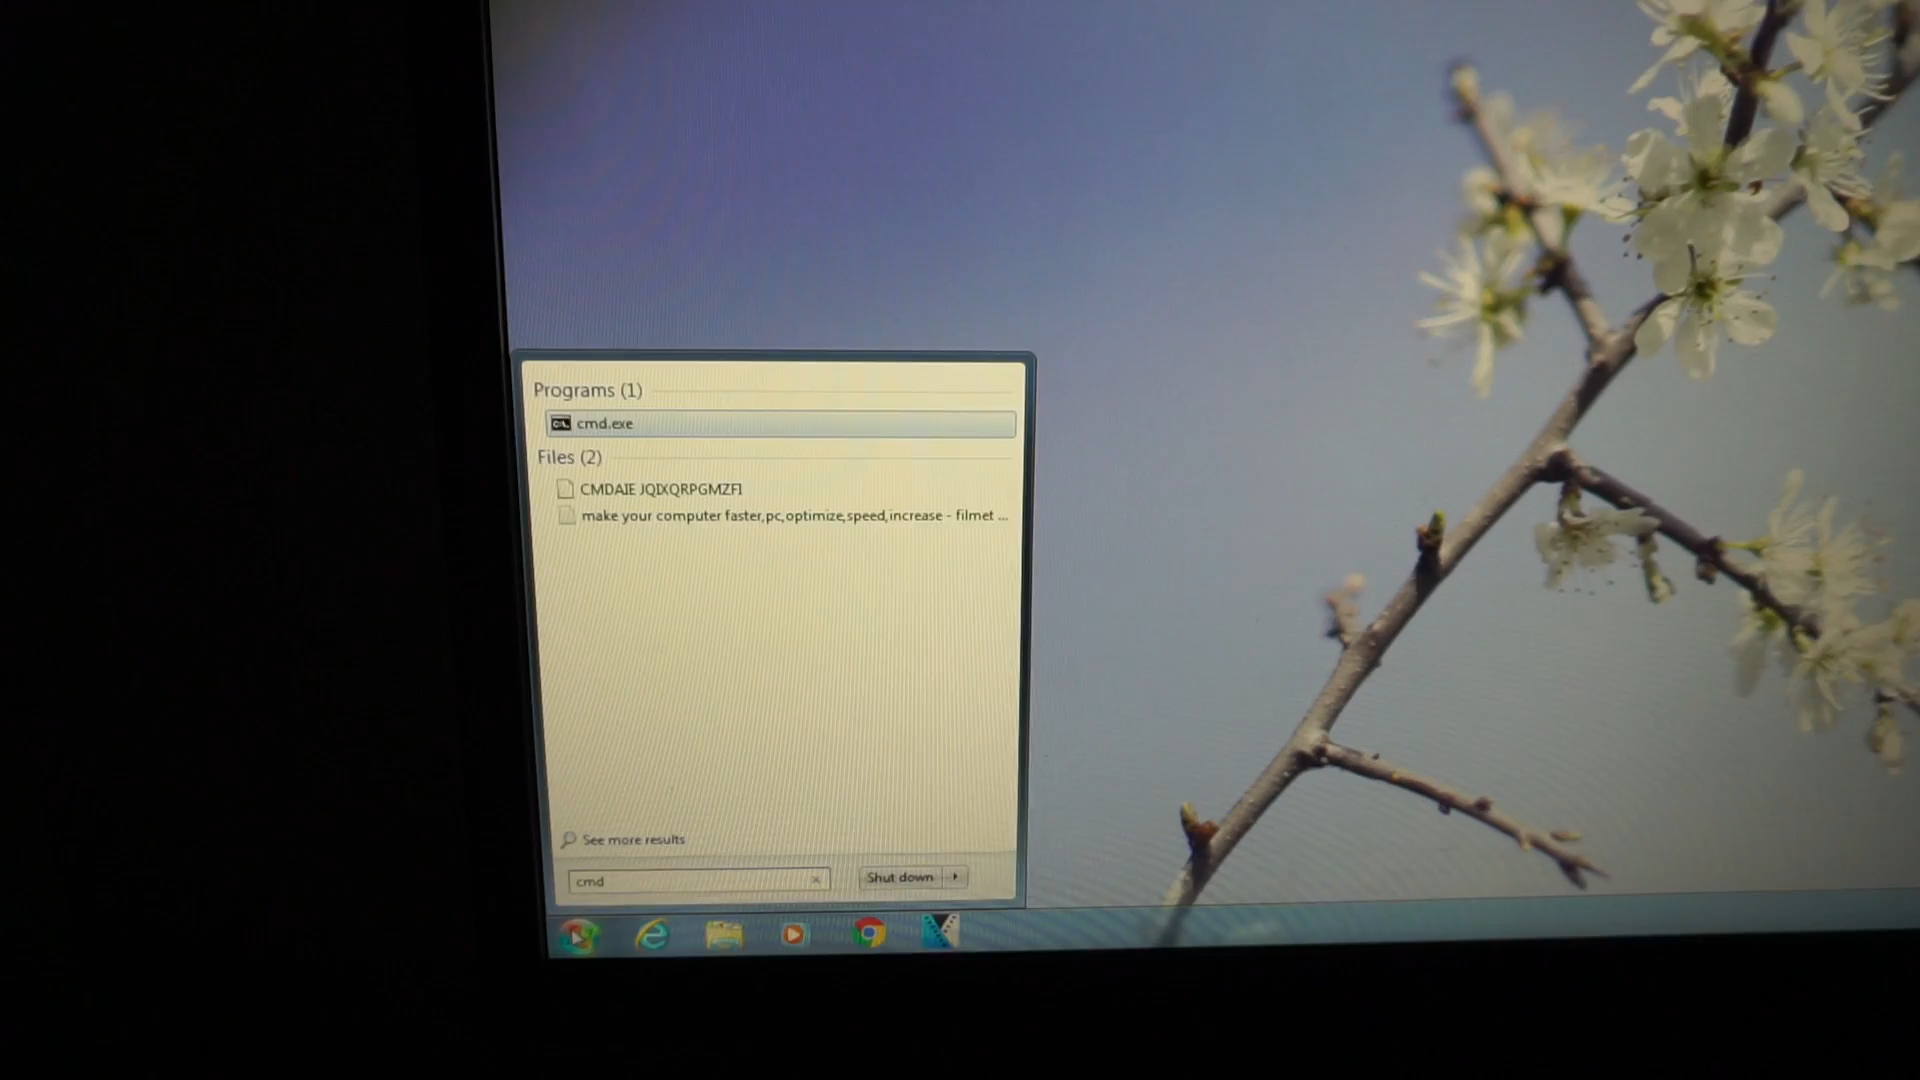 Programs (1)
cmd.exe
Files (2)
CMDAIE JQIXQRPGMZFI
make your computer faster,pc,optimize,speed,increase - filmet ...
See more results
cmd
Shut down